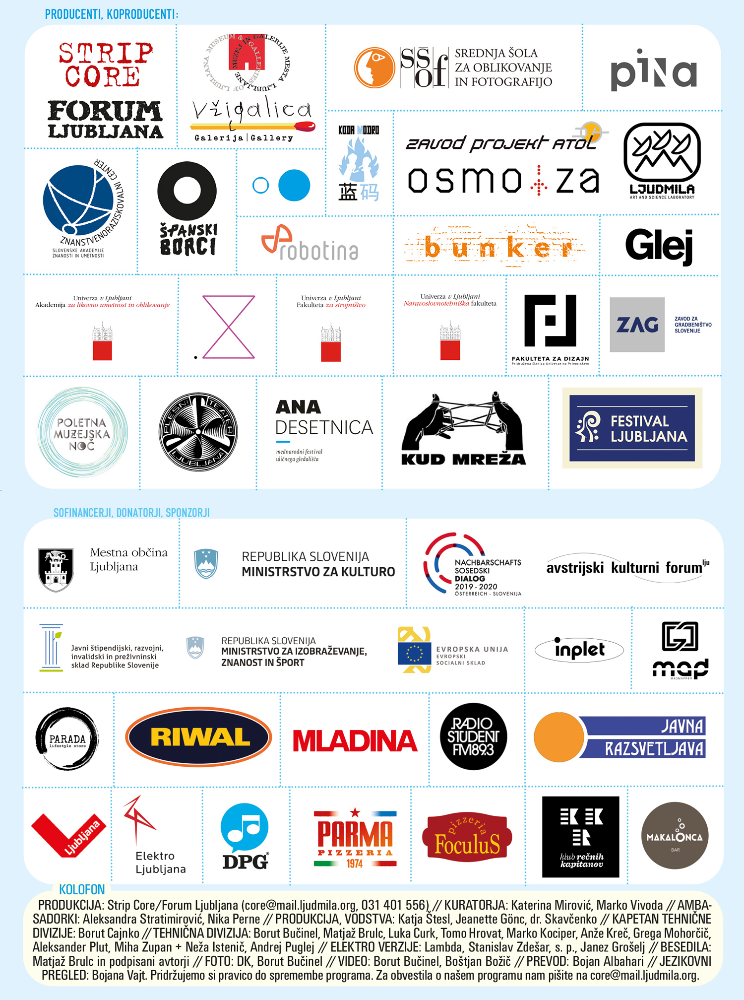 PRODUCENTI, KOPRODUCENTI:
STRIP
CORE
FORUM
LJUBLJANA
MUZEJ IN GALERIJE MESTA LJUBLJANE
MUSEUM & GALLERIES OF LJUBLJANA
Vžigalica
Galerija | Gallery
sšof
SREDNJA ŠOLA
ZA OBLIKOVANJE
IN FOTOGRAFIJO
piNa
KODA MODRO
蓝码
ZAVOD PROJEKT ATOL
osmo za
LJUDMILA
ART AND SCIENCE LABORATORY
ZNANSTVENORAZISKOVALNI CENTER
SLOVENSKE AKADEMIJE
ZNANOSTI IN UMETNOSTI
ŠPANSKI
BORCI
robotina
bunker
Glej
Univerza v Ljubljani
Akademija za likovno umetnost in oblikovanje
Univerza v Ljubljani
Fakulteta za strojništvo
Univerza v Ljubljani
Naravoslovnotehniška fakulteta
FAKULTETA ZA DIZAJN
Pridružena članica Univerze na Primorskem
ZAG
ZAVOD ZA
GRADBENIŠTVO
SLOVENIJE
POLETNA
MUZEJSKA
NOČ
PLESNI TEATER
LJUBLJANA
ANA
DESETNICA
mednarodni festival
uličnega gledališča
KUD MREŽA
FESTIVAL
LJUBLJANA
SOFINANCERJI, DONATORJI, SPONZORJI
Mestna občina
Ljubljana
REPUBLIKA SLOVENIJA
MINISTRSTVO ZA KULTURO
NACHBARSCHAFTS
SOSEDSKI
DIALOG
2019 - 2020
ÖSTERREICH - SLOVENIJA
avstrijski kulturni forum lju
Javni štipendijski, razvojni,
invalidski in preživninski
sklad Republike Slovenije
REPUBLIKA SLOVENIJA
MINISTRSTVO ZA IZOBRAŽEVANJE,
ZNANOST IN ŠPORT
EVROPSKA UNIJA
EVROPSKI
SOCIALNI SKLAD
inplet
map
MADMAPPER
PARADA
lifestyle store
RIWAL
MLADINA
RADIO
STUDENT
FM89.3
JAVNA
RAZSVETLJAVA
Ljubljana
Elektro
Ljubljana
DPG®
PARMA
PIZZERIA
1974
pizzeria
FoculuS
EK EK
ER
klub rečnih
kapitanov
MAKALONCA
BAR
KOLOFON
PRODUKCIJA: Strip Core/Forum Ljubljana (core@mail.ljudmila.org, 031 401 556) // KURATORJA: Katerina Mirović, Marko Vivoda // AMBA-
SADORKI: Aleksandra Stratimirović, Nika Perne // PRODUKCIJA, VODSTVA: Katja Štesl, Jeanette Gönc, dr. Skavčenko // KAPETAN TEHNIČNE
DIVIZIJE: Borut Cajnko // TEHNIČNA DIVIZIJA: Borut Bučinel, Matjaž Brulc, Luka Curk, Tomo Hrovat, Marko Kociper, Anže Kreč, Grega Mohorčič,
Aleksander Plut, Miha Zupan + Neža Istenič, Andrej Puglej // ELEKTRO VERZIJE: Lambda, Stanislav Zdešar, s. p., Janez Grošelj // BESEDILA:
Matjaž Brulc in podpisani avtorji // FOTO: DK, Borut Bučinel // VIDEO: Borut Bučinel, Boštjan Božič // PREVOD: Bojan Albahari // JEZIKOVNI
PREGLED: Bojana Vajt. Pridržujemo si pravico do spremembe programa. Za obvestila o našem programu nam pišite na core@mail.ljudmila.org.